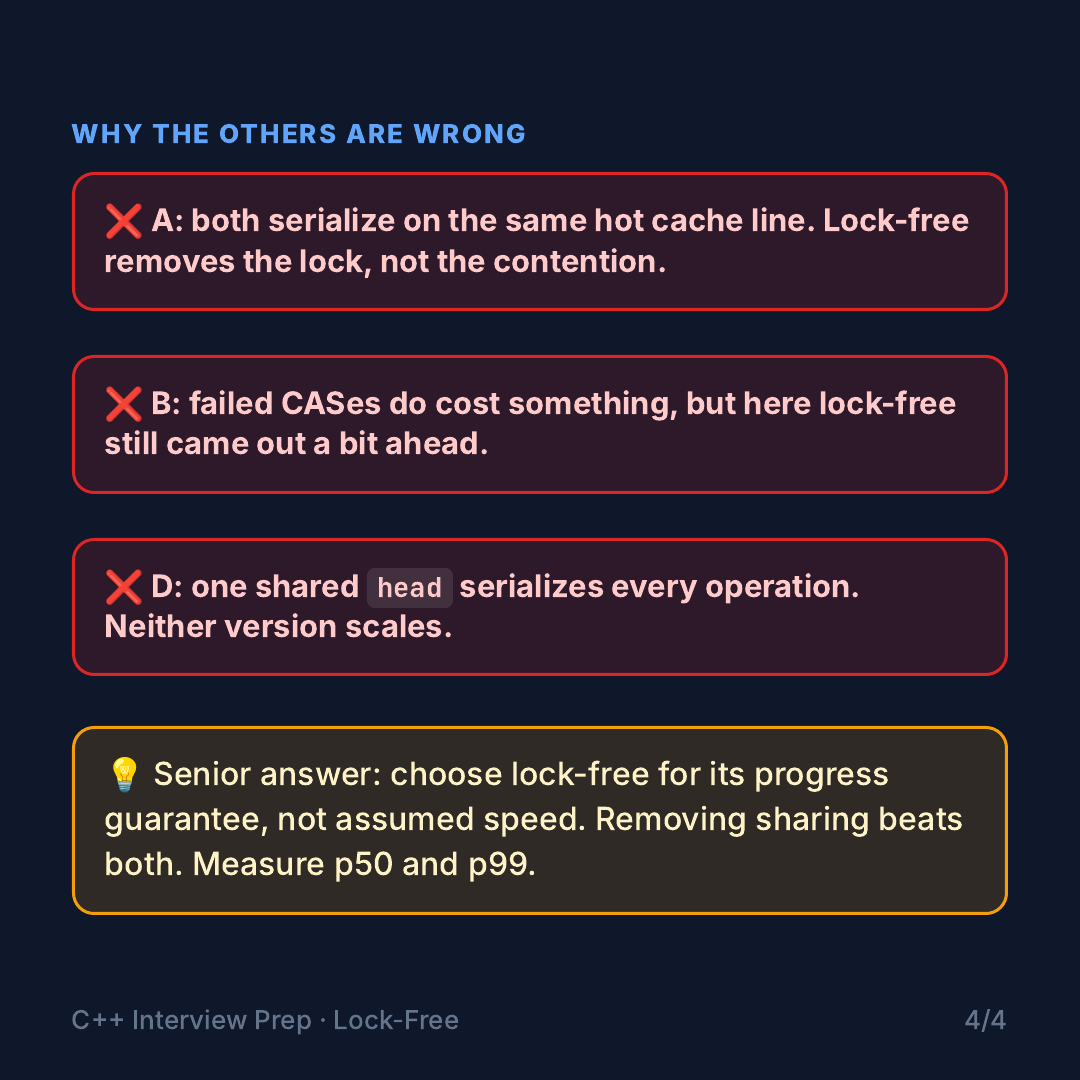 WHY THE OTHERS ARE WRONG
❌ A: both serialize on the same hot cache line. Lock-free
removes the lock, not the contention.
❌ B: failed CASes do cost something, but here lock-free
still came out a bit ahead.
❌ D: one shared head serializes every operation.
Neither version scales.
💡 Senior answer: choose lock-free for its progress
guarantee, not assumed speed. Removing sharing beats
both. Measure p50 and p99.
C++ Interview Prep · Lock-Free
4/4